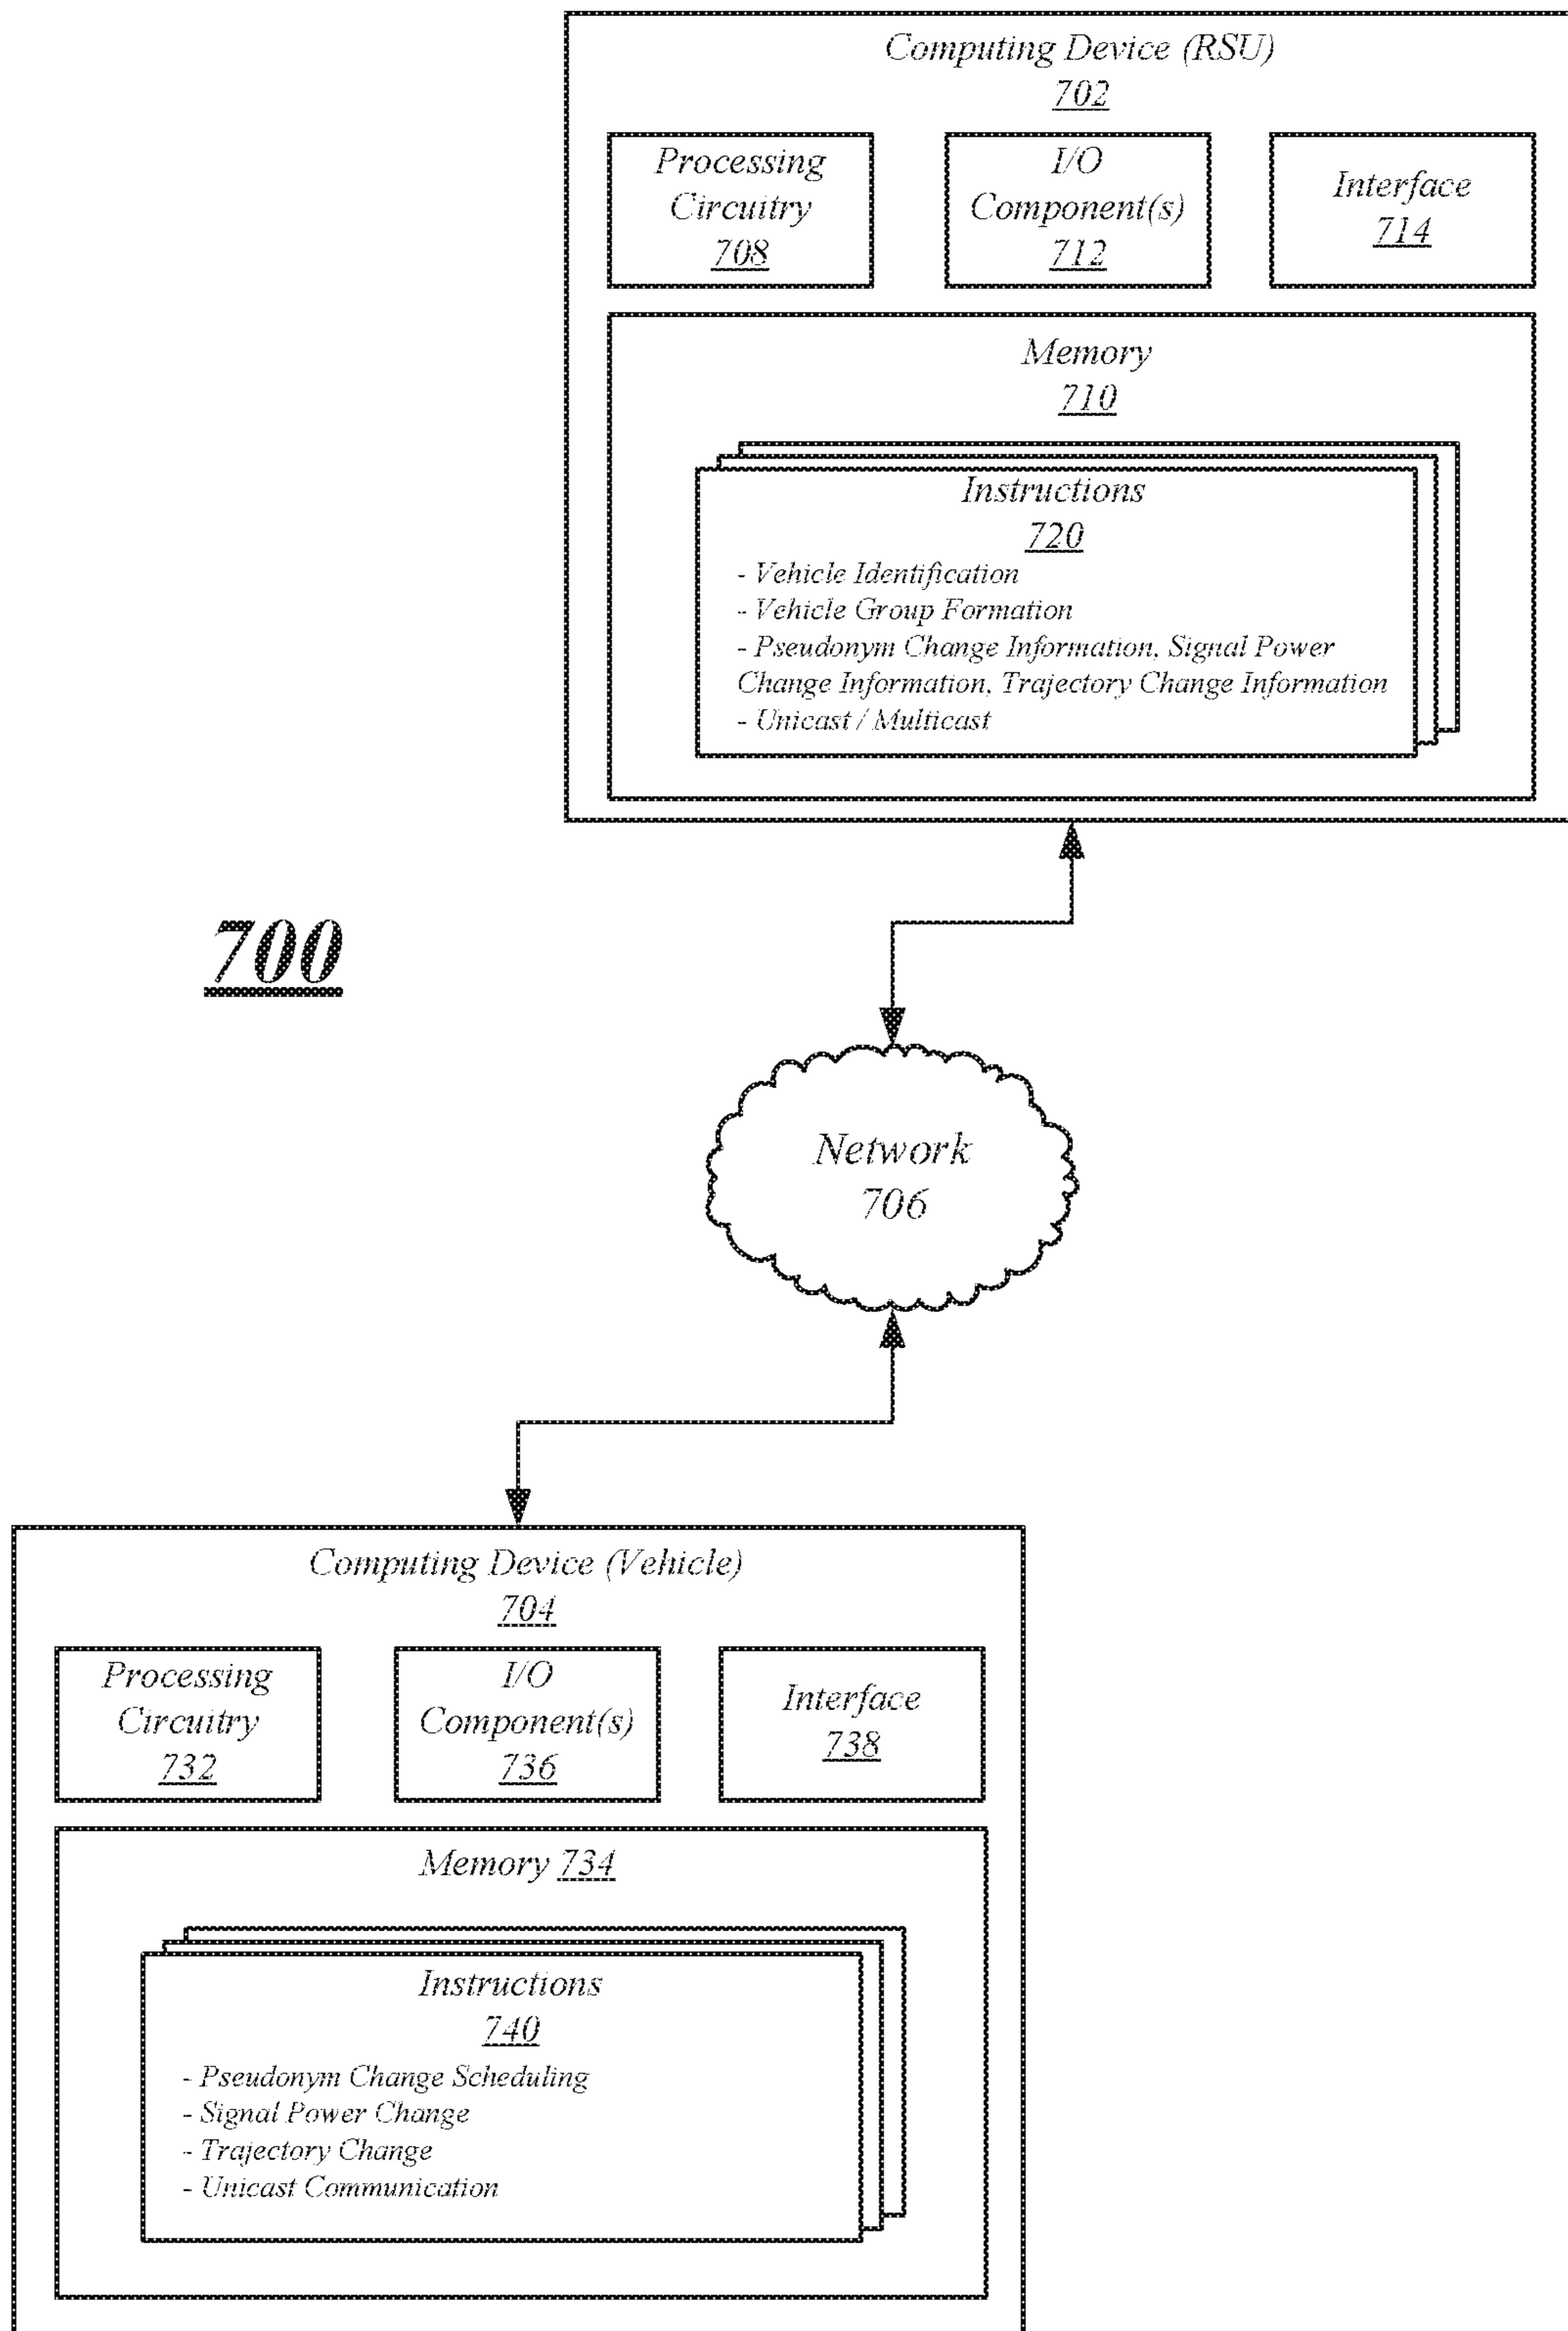 Computing Device (RSU)
702
Processing
Circuitry
708
I/O
Component(s)
712
Interface
714
Memory
710
Instructions
720
- Vehicle Identification
- Vehicle Group Formation
- Pseudonym Change Information, Signal Power
Change Information, Trajectory Change Information
- Unicast / Multicast
700
Network
706
Computing Device (Vehicle)
704
Processing
Circuitry
732
I/O
Component(s)
736
Interface
738
Memory 734
Instructions
740
- Pseudonym Change Scheduling
- Signal Power Change
- Trajectory Change
- Unicast Communication